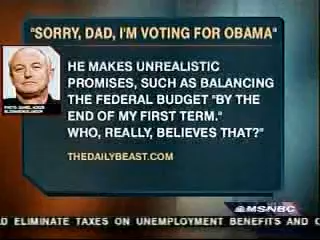 "SORRY, DAD, I'M VOTING FOR OBAMA"
HE MAKES UNREALISTIC
PROMISES, SUCH AS BALANCING
THE FEDERAL BUDGET "BY THE
END OF MY FIRST TERM."
WHO, REALLY, BELIEVES THAT?"
THEDAILYBEAST.COM
MSNBC
ELIMINATE TAXES ON UNEMPLOYMENT BENEFITS AND